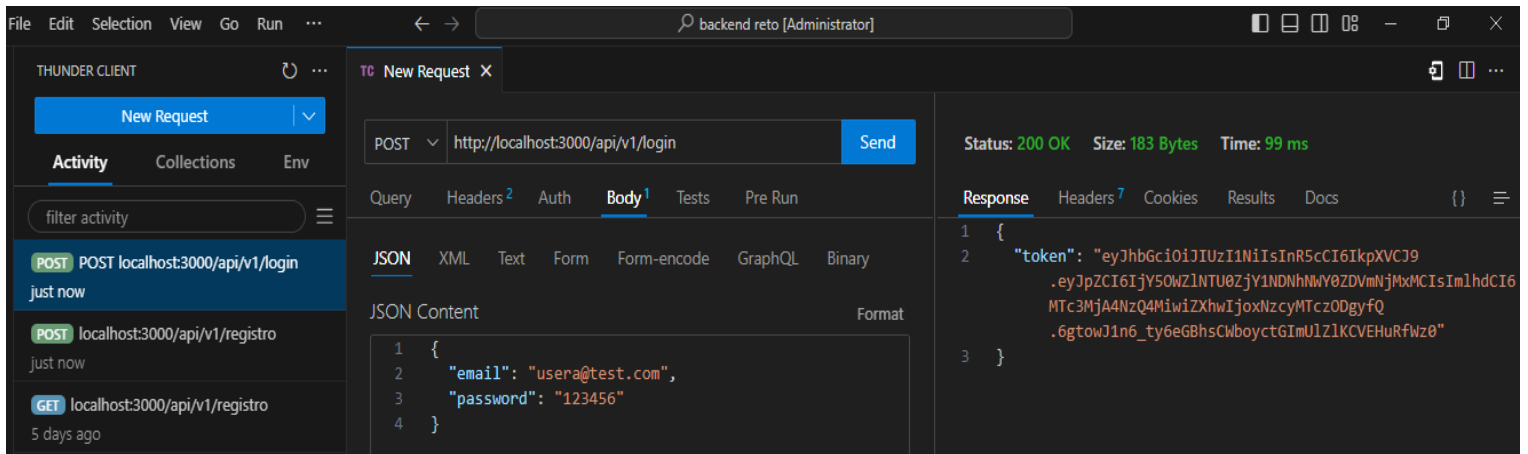 File Edit Selection View Go Run ··· ← → backend reto [Administrator]
THUNDER CLIENT ···
TC New Request X ···
New Request
Activity Collections Env
filter activity
POST POST localhost:3000/api/v1/login
just now
POST localhost:3000/api/v1/registro
just now
GET localhost:3000/api/v1/registro
5 days ago
POST http://localhost:3000/api/v1/login Send
Query Headers 2 Auth Body 1 Tests Pre Run
JSON XML Text Form Form-encode GraphQL Binary
JSON Content Format
1 {
2 "email": "usera@test.com",
3 "password": "123456"
4 }
Status: 200 OK Size: 183 Bytes Time: 99 ms
Response Headers 7 Cookies Results Docs {}
1 {
2 "token": "eyJhbGciOiJIUzI1NiIsInR5cCI6IkpXVCJ9
.eyJpZCI6IjY5OWZlNTU0ZjY1NDNhNWY0ZDVmNjMxMCIsImlhdCI6
MTc3MjA4NzQ4MiwiZXhwIjoxNzcyMTczODgyfQ
.6gtowJ1n6_ty6eGBhsCWboyctGImUlZlKCVEHuRfWz0"
3 }